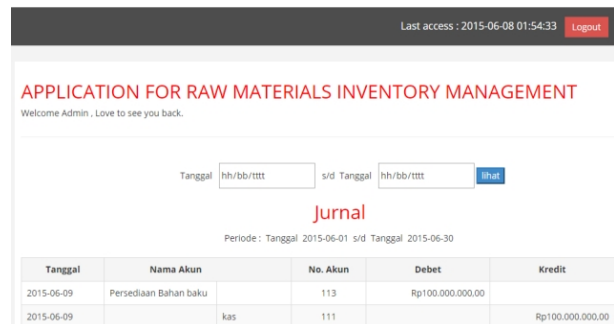 Last access : 2015-06-08 01:54:33 Logout
APPLICATION FOR RAW MATERIALS INVENTORY MANAGEMENT
Welcome Admin , Love to see you back.
Tanggal hh/bb/tttt s/d Tanggal hh/bb/tttt lihat
Jurnal
Periode : Tanggal 2015-06-01 s/d Tanggal 2015-06-30
Tanggal Nama Akun No. Akun Debet Kredit
2015-06-09 Persediaan Bahan baku 113 Rp100.000.000,00
2015-06-09 kas 111 Rp100.000.000,00